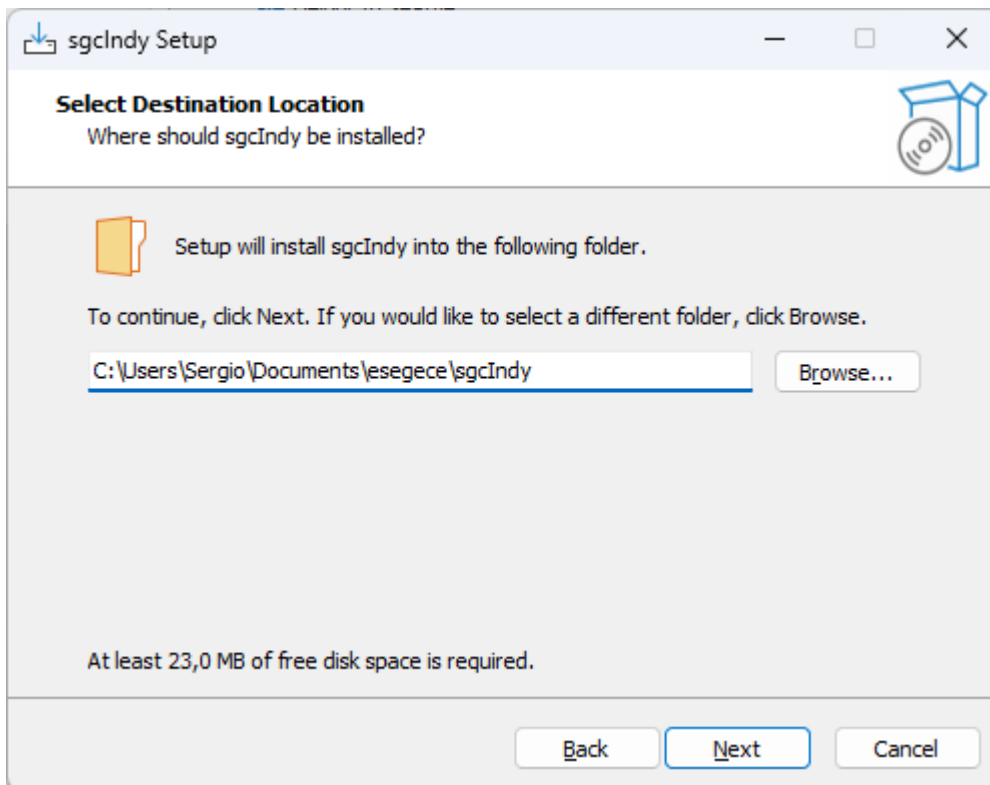 sgcIndy Setup
Select Destination Location
Where should sgcIndy be installed?
Setup will install sgcIndy into the following folder.
To continue, click Next. If you would like to select a different folder, click Browse.
C:\Users\Sergio\Documents\esegece\sgcIndy
Browse...
At least 23,0 MB of free disk space is required.
Back
Next
Cancel